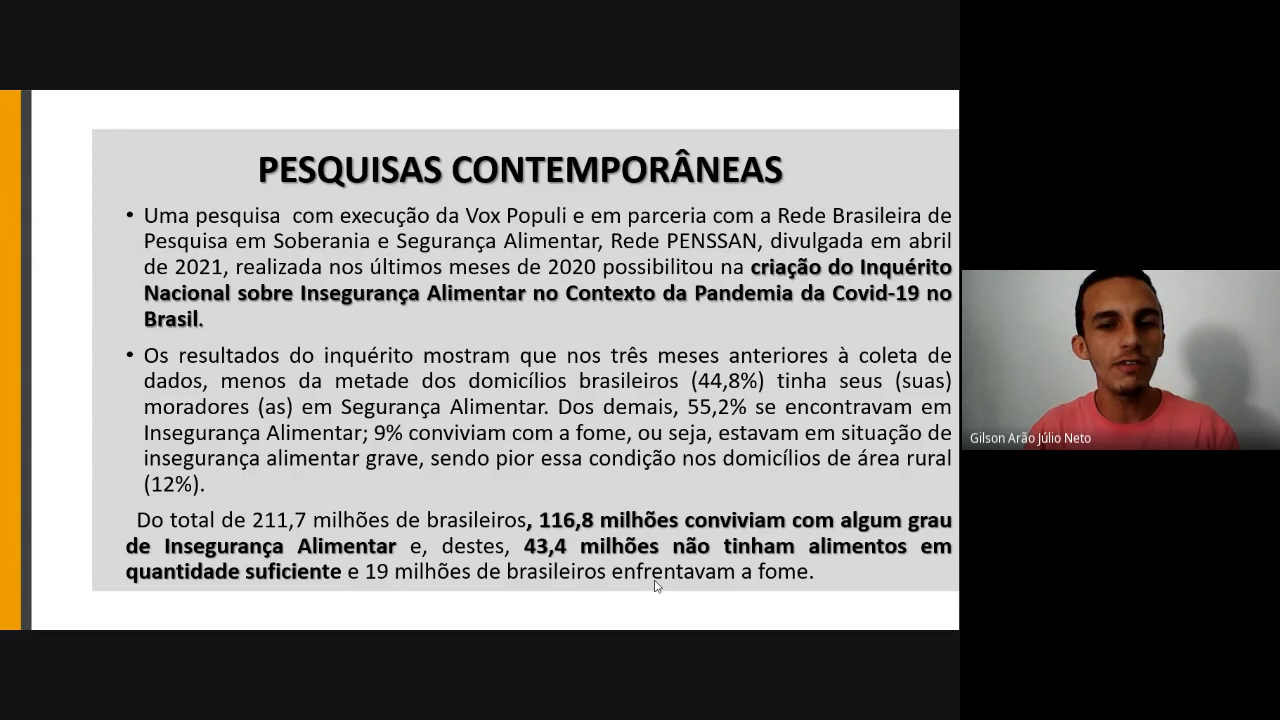 PESQUISAS CONTEMPORÂNEAS
• Uma pesquisa com execução da Vox Populi e em parceria com a Rede Brasileira de
Pesquisa em Soberania e Segurança Alimentar, Rede PENSSAN, divulgada em abril
de 2021, realizada nos últimos meses de 2020 possibilitou na criação do Inquérito
Nacional sobre Insegurança Alimentar no Contexto da Pandemia da Covid-19 no
Brasil.
• Os resultados do inquérito mostram que nos três meses anteriores à coleta de
dados, menos da metade dos domicílios brasileiros (44,8%) tinha seus (suas)
moradores (as) em Segurança Alimentar. Dos demais, 55,2% se encontravam em
Insegurança Alimentar; 9% conviviam com a fome, ou seja, estavam em situação de
insegurança alimentar grave, sendo pior essa condição nos domicílios de área rural
(12%).
Do total de 211,7 milhões de brasileiros, 116,8 milhões conviviam com algum grau
de Insegurança Alimentar e, destes, 43,4 milhões não tinham alimentos em
quantidade suficiente e 19 milhões de brasileiros enfrentavam a fome.
Gilson Arão Júlio Neto